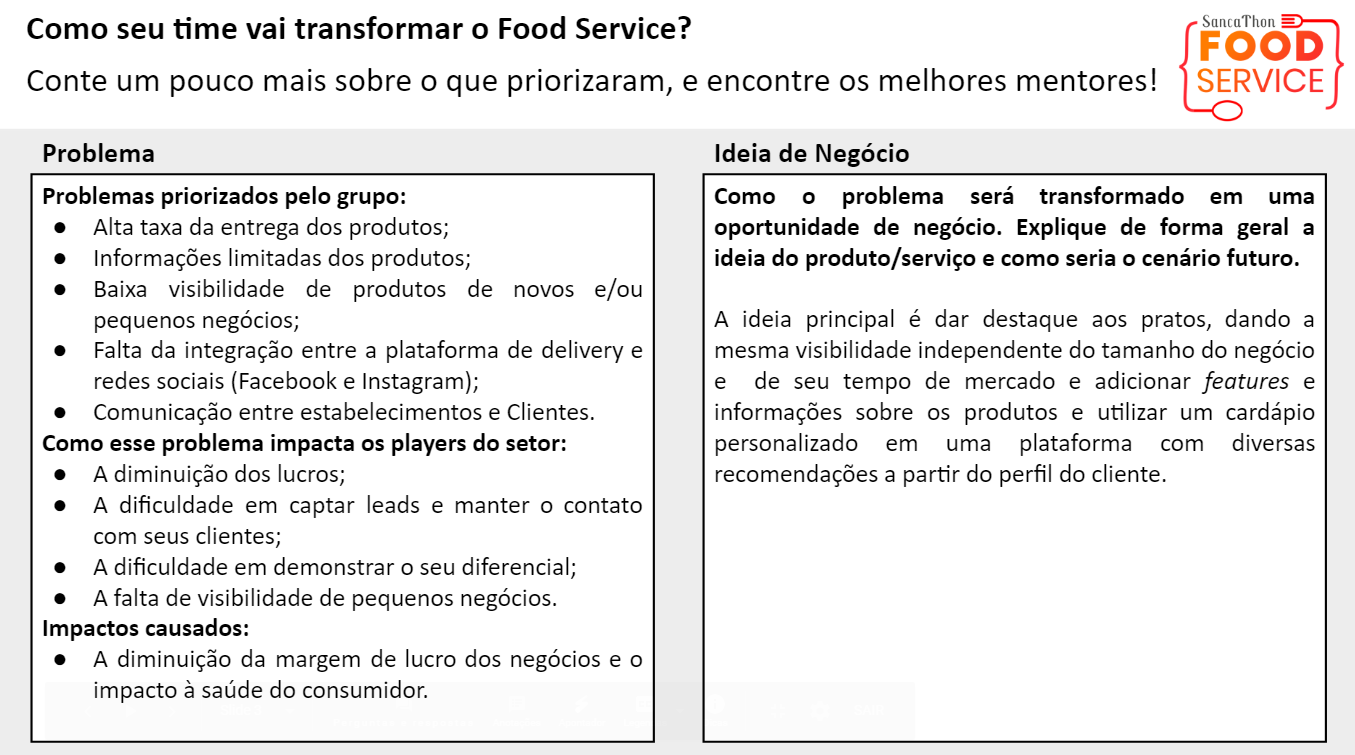 Como seu time vai transformar o Food Service?
Conte um pouco mais sobre o que priorizaram, e encontre os melhores mentores!
SancaThon
FOOD
SERVICE
Problema
Problemas priorizados pelo grupo:
● Alta taxa da entrega dos produtos;
● Informações limitadas dos produtos;
● Baixa visibilidade de produtos de novos e/ou
pequenos negócios;
● Falta da integração entre a plataforma de delivery e
redes sociais (Facebook e Instagram);
● Comunicação entre estabelecimentos e Clientes.
Como esse problema impacta os players do setor:
● A diminuição dos lucros;
● A dificuldade em captar leads e manter o contato
com seus clientes;
● A dificuldade em demonstrar o seu diferencial;
● A falta de visibilidade de pequenos negócios.
Impactos causados:
● A diminuição da margem de lucro dos negócios e o
impacto à saúde do consumidor.
Ideia de Negócio
Como o problema será transformado em uma
oportunidade de negócio. Explique de forma geral a
ideia do produto/serviço e como seria o cenário futuro.
A ideia principal é dar destaque aos pratos, dando a
mesma visibilidade independente do tamanho do negócio
e de seu tempo de mercado e adicionar features e
informações sobre os produtos e utilizar um cardápio
personalizado em uma plataforma com diversas
recomendações a partir do perfil do cliente.